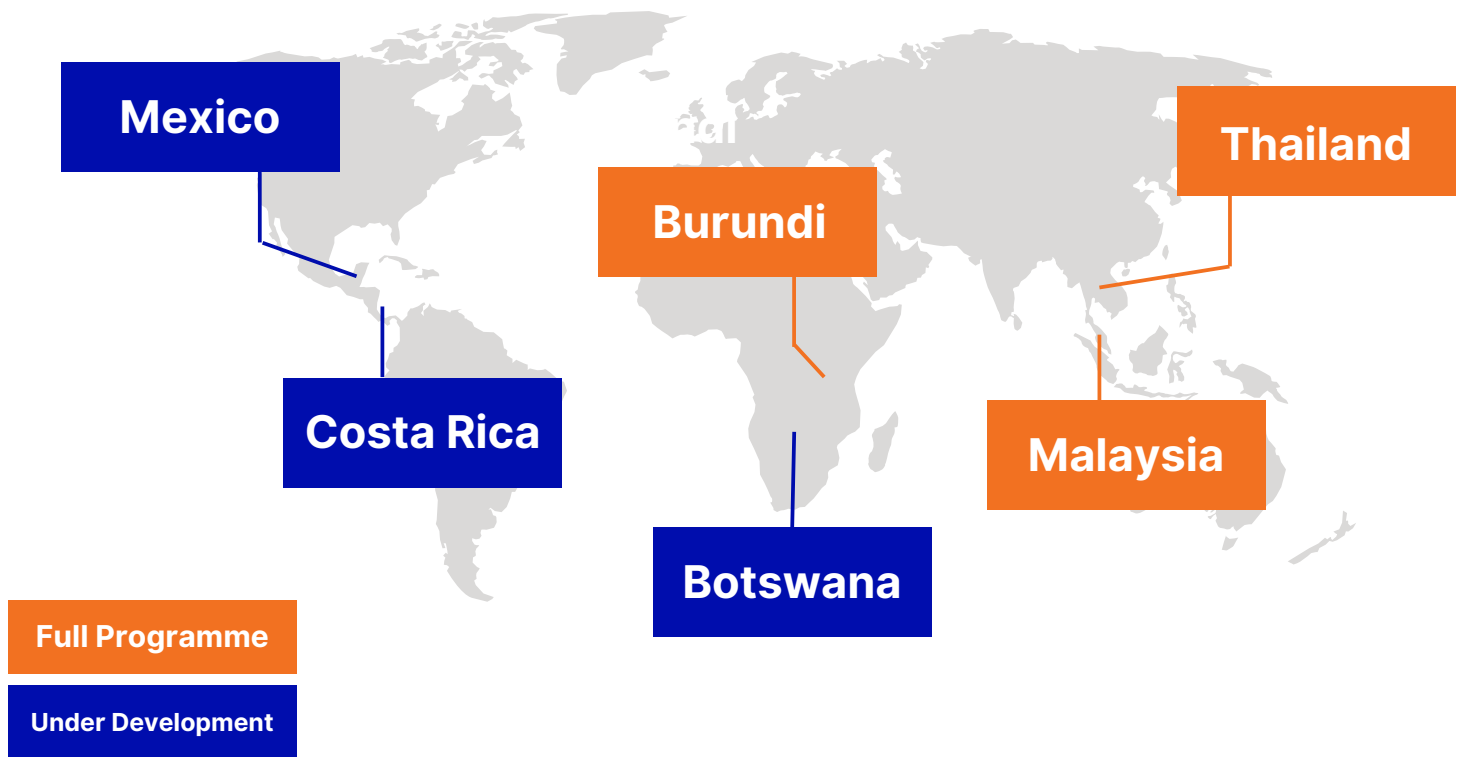 Mexico
Thailand
Burundi
Costa Rica
Malaysia
Botswana
Full Programme
Under Development